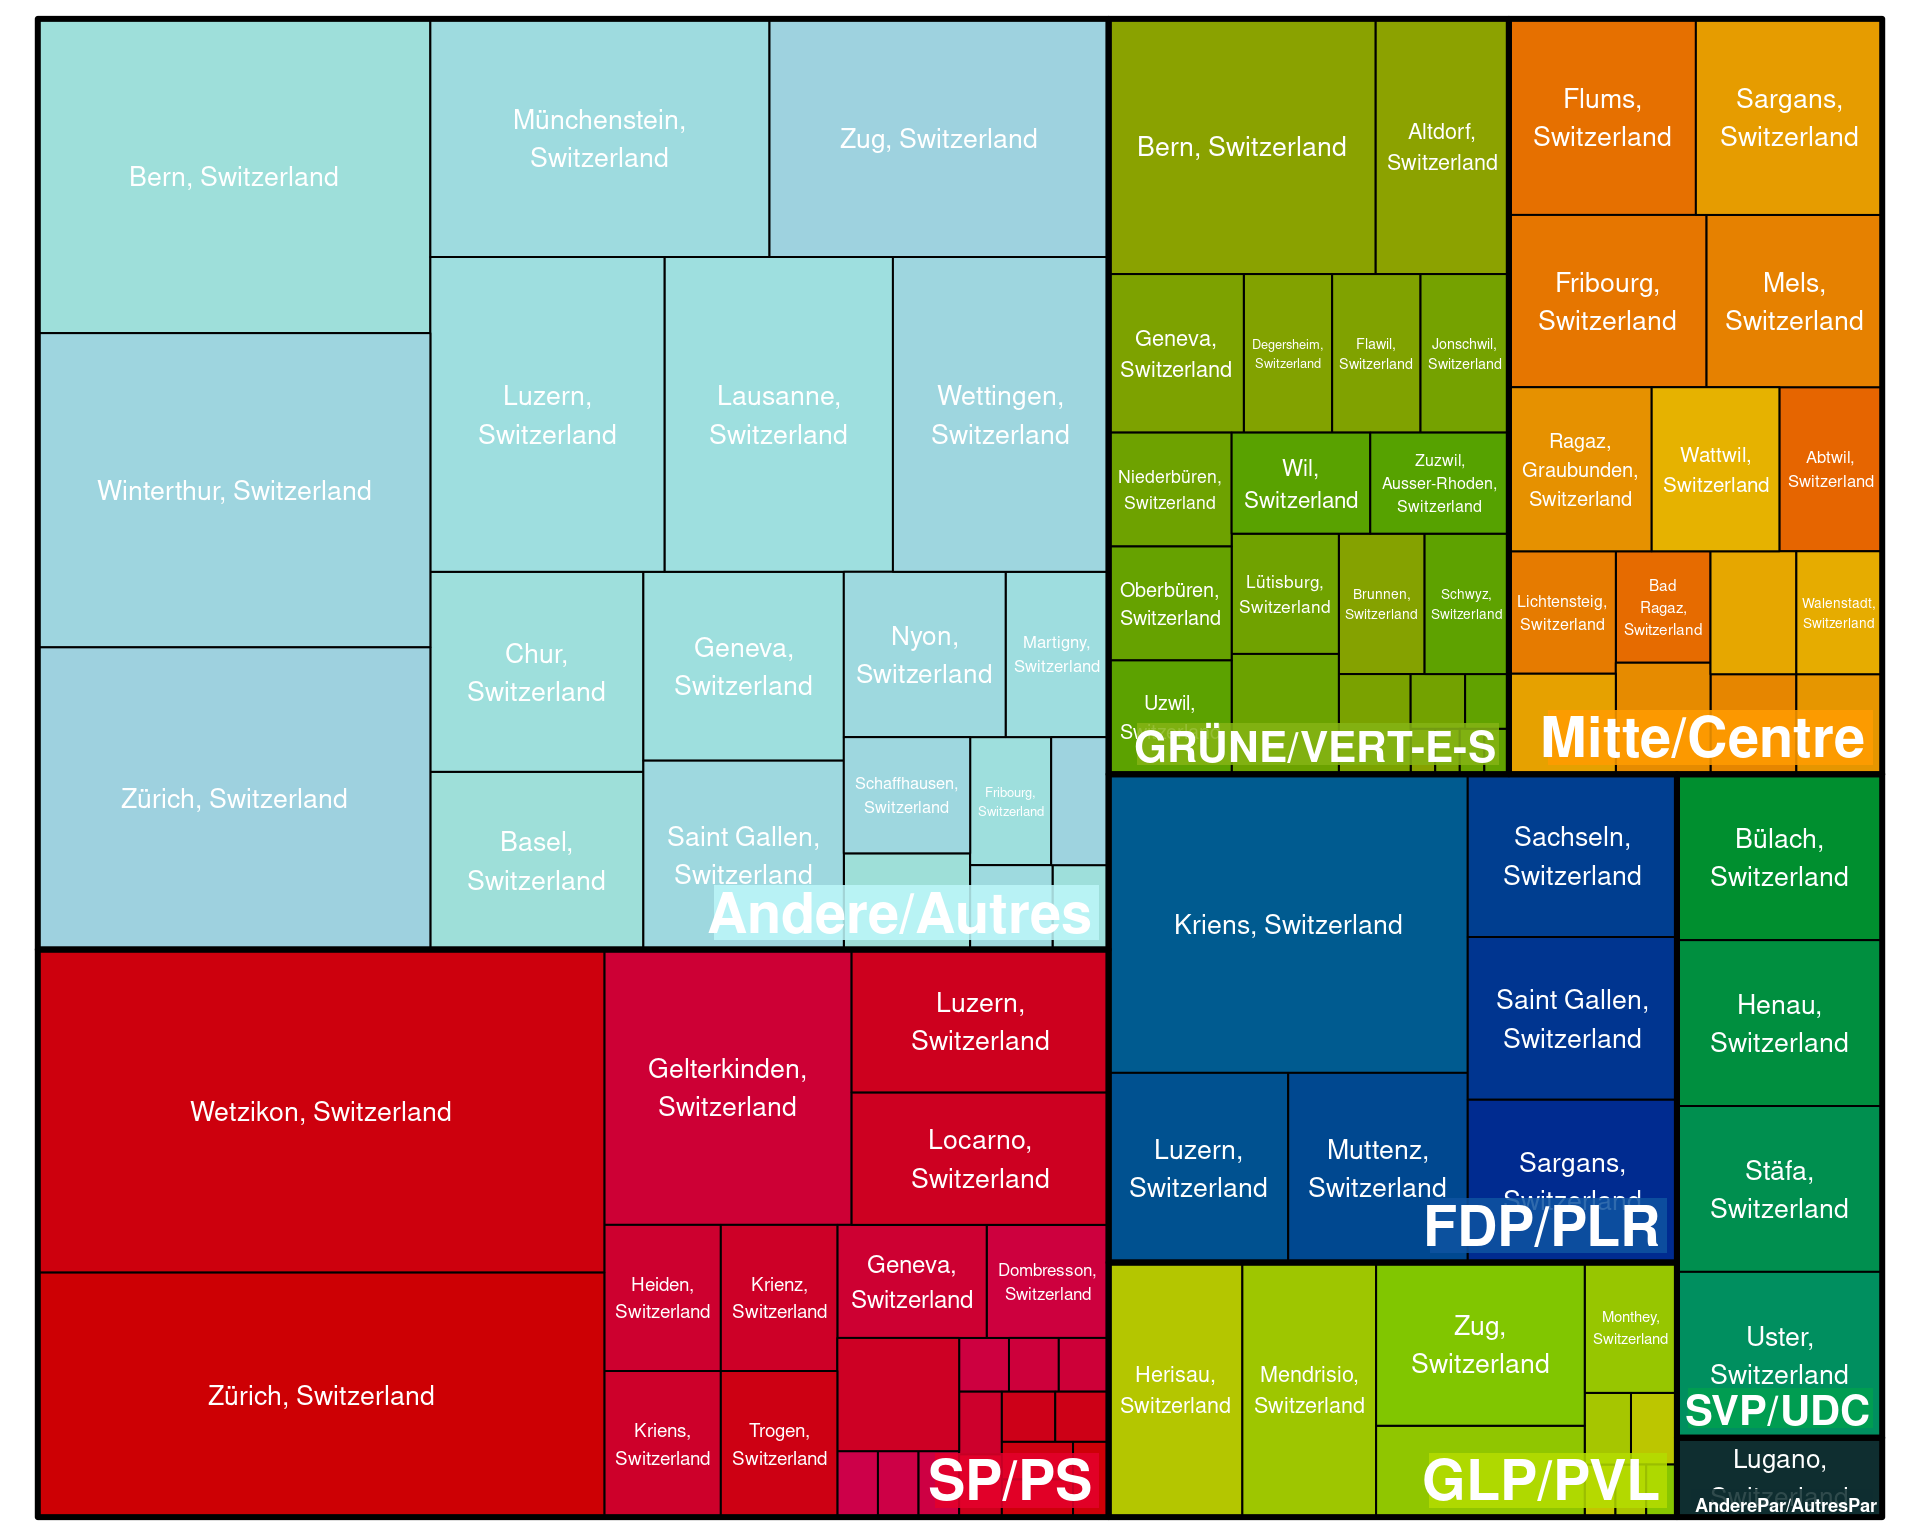 Bern, Switzerland
Münchenstein,
Switzerland
Zug, Switzerland
Winterthur, Switzerland
Luzern,
Switzerland
Lausanne,
Switzerland
Wettingen,
Switzerland
Zürich, Switzerland
Chur,
Switzerland
Geneva,
Switzerland
Nyon,
Switzerland
Martigny,
Switzerland
Basel,
Switzerland
Saint Gallen,
Switzerland
Schaffhausen,
Switzerland
Fribourg,
Switzerland
Andere/Autres
Bern, Switzerland
Altdorf,
Switzerland
Geneva,
Switzerland
Degersheim,
Switzerland
Flawil,
Switzerland
Jonschwil,
Switzerland
Niederbüren,
Switzerland
Wil,
Switzerland
Zuzwil,
Ausser-Rhoden,
Switzerland
Oberbüren,
Switzerland
Lütisburg,
Switzerland
Brunnen,
Switzerland
Schwyz,
Switzerland
Uzwil,
Switzerland
GRÜNE/VERT-E-S
Flums,
Switzerland
Sargans,
Switzerland
Fribourg,
Switzerland
Mels,
Switzerland
Ragaz,
Graubunden,
Switzerland
Wattwil,
Switzerland
Abtwil,
Switzerland
Lichtensteig,
Switzerland
Bad
Ragaz,
Switzerland
Walenstadt,
Switzerland
Mitte/Centre
Wetzikon, Switzerland
Zürich, Switzerland
Gelterkinden,
Switzerland
Luzern,
Switzerland
Locarno,
Switzerland
Heiden,
Switzerland
Krienz,
Switzerland
Geneva,
Switzerland
Dombresson,
Switzerland
Kriens,
Switzerland
Trogen,
Switzerland
SP/PS
Kriens, Switzerland
Sachseln,
Switzerland
Saint Gallen,
Switzerland
Luzern,
Switzerland
Muttenz,
Switzerland
Sargans,
Switzerland
FDP/PLR
Bülach,
Switzerland
Henau,
Switzerland
Stäfa,
Switzerland
Uster,
Switzerland
SVP/UDC
Herisau,
Switzerland
Mendrisio,
Switzerland
Zug,
Switzerland
Monthey,
Switzerland
GLP/PVL
Lugano,
Switzerland
AnderePar/AutresPar